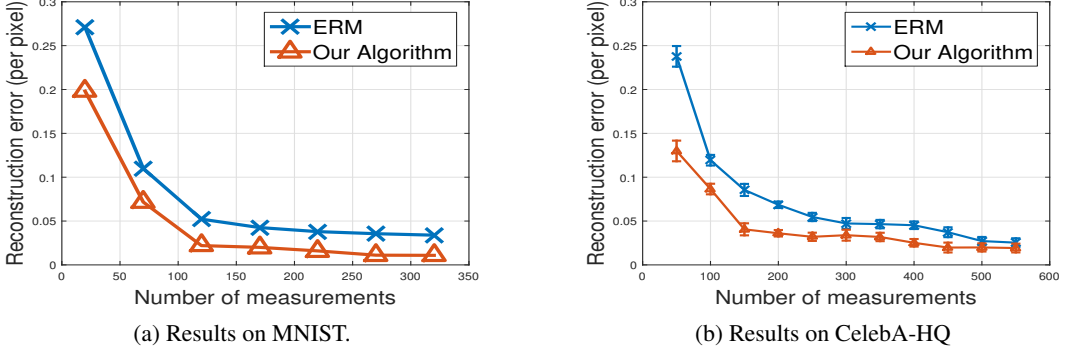 Reconstruction error (per pixel)
0.3
0.25
0.2
0.15
0.1
0.05
0
ERM
Our Algorithm
0 50 100 150 200 250 300 350
Number of measurements
(a) Results on MNIST.
Reconstruction error (per pixel)
0.3
0.25
0.2
0.15
0.1
0.05
0
ERM
Our Algorithm
0 100 200 300 400 500 600
Number of measurements
(b) Results on CelebA-HQ